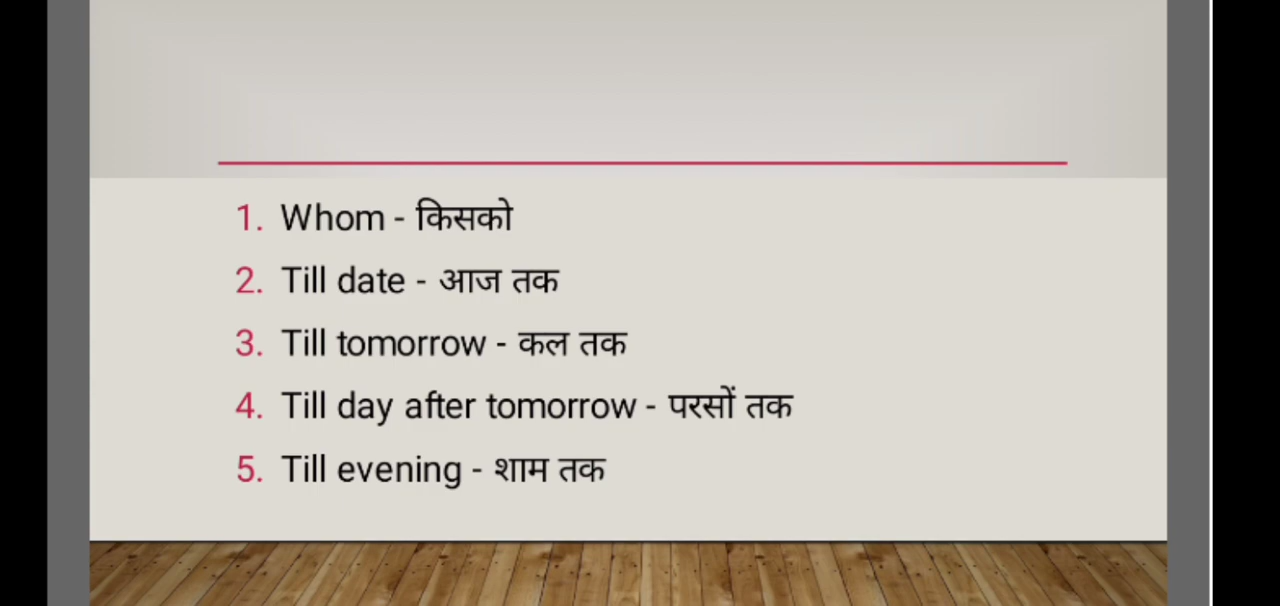 1. Whom - किसको
2. Till date - आज तक
3. Till tomorrow - कल तक
4. Till day after tomorrow - परसों तक
5. Till evening - शाम तक